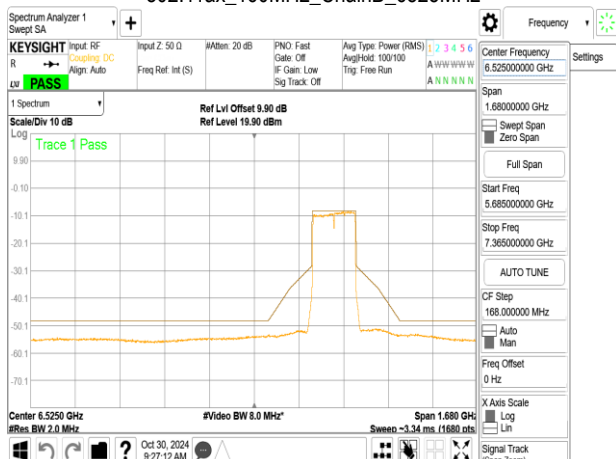 Spectrum Analyzer 1
Swept SA
+
Frequency
KEYSIGHT
R
LXI
PASS
Input: RF
Coupling: DC
Align: Auto
Input Z: 50 Ω
Freq Ref: Int (S)
#Atten: 20 dB
PNO: Fast
Gate: Off
IF Gain: Low
Sig Track: Off
Avg Type: Power (RMS)
Avg|Hold: 100/100
Trig: Free Run
1 2 3 4 5 6
A W W W W W
A N N N N N
1 Spectrum
Scale/Div 10 dB
Log
Ref Lvl Offset 9.90 dB
Ref Level 19.90 dBm
Trace 1 Pass
9.90
-0.10
-10.1
-20.1
-30.1
-40.1
-50.1
-60.1
-70.1
Center 6.5250 GHz
#Res BW 2.0 MHz
#Video BW 8.0 MHz*
Span 1.680 GHz
Sweep ~3.34 ms (1680 pts
Oct 30, 2024
9:27:12 AM
Center Frequency
6.525000000 GHz
Settings
Span
1.68000000 GHz
Swept Span
Zero Span
Full Span
Start Freq
5.685000000 GHz
Stop Freq
7.365000000 GHz
AUTO TUNE
CF Step
168.000000 MHz
Auto
Man
Freq Offset
0 Hz
X Axis Scale
Log
Lin
Signal Track